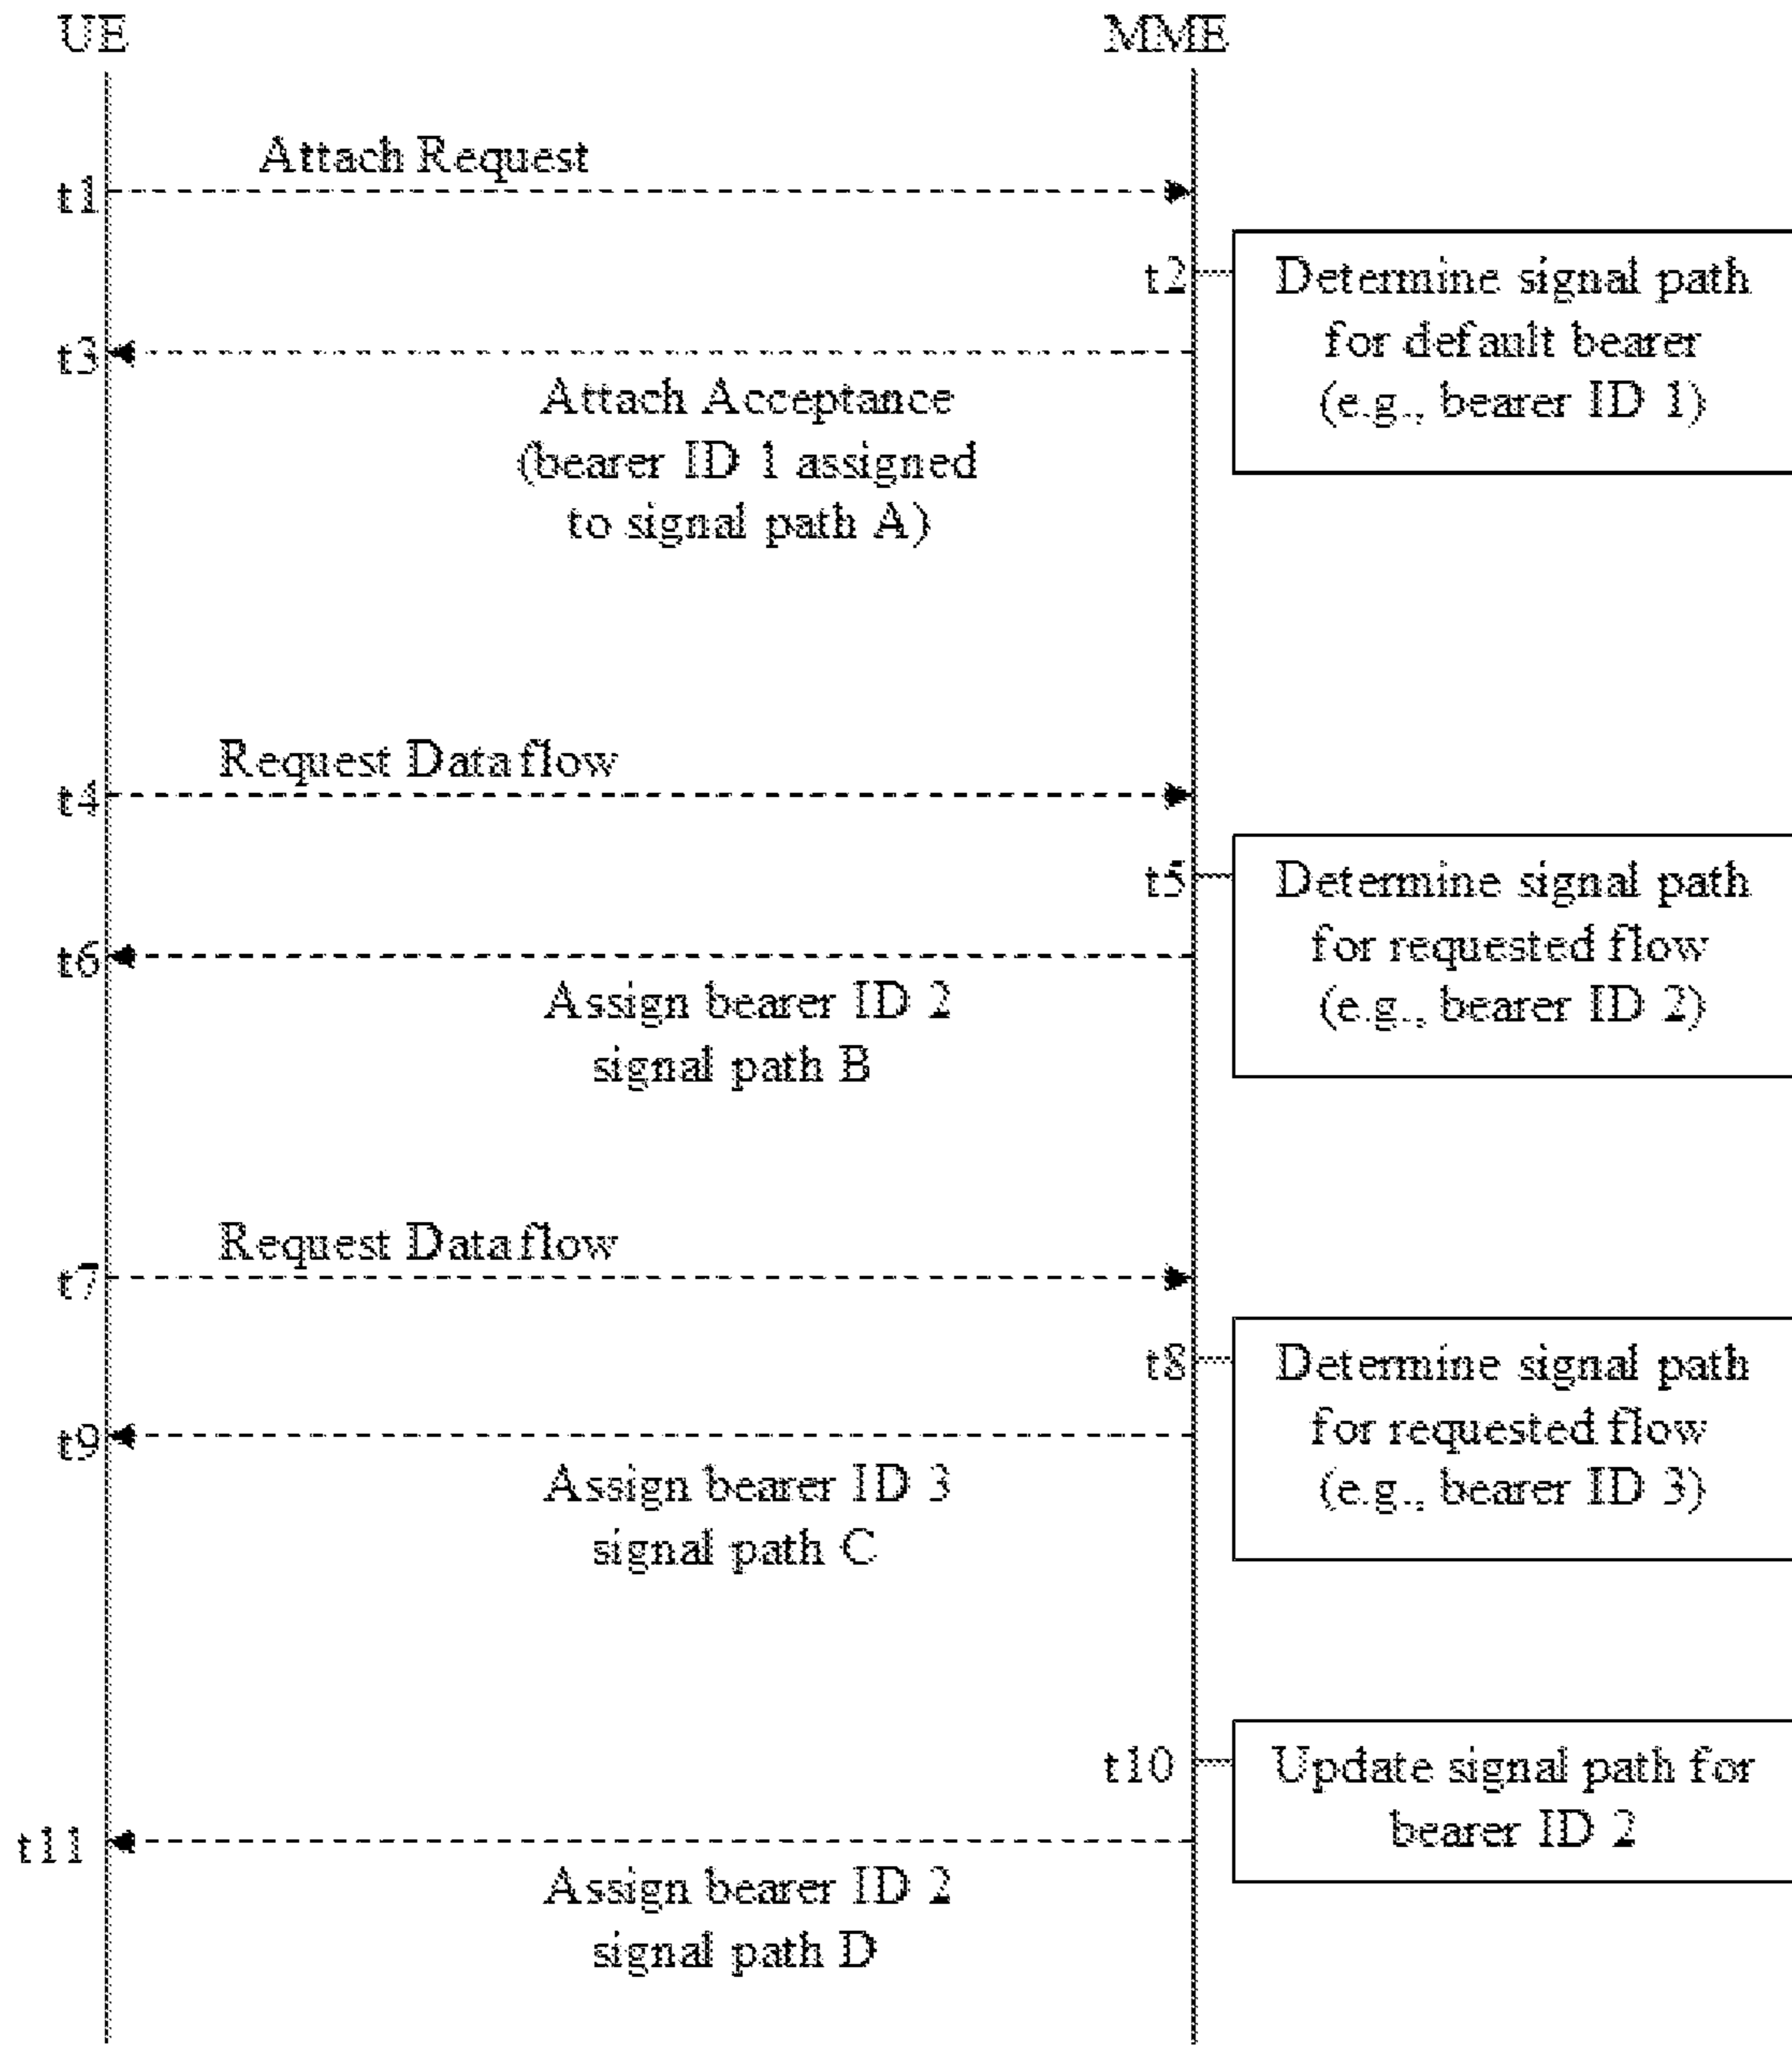 UE
MME
Attach Request
t1
t2
Determine signal path
for default bearer
(e.g., bearer ID 1)
t3
Attach Acceptance
(bearer ID 1 assigned
to signal path A)
Request Data flow
t4
t5
Determine signal path
for requested flow
(e.g., bearer ID 2)
t6
Assign bearer ID 2
signal path B
Request Data flow
t7
t8
Determine signal path
for requested flow
(e.g., bearer ID 3)
t9
Assign bearer ID 3
signal path C
t10
Update signal path for
bearer ID 2
t11
Assign bearer ID 2
signal path D